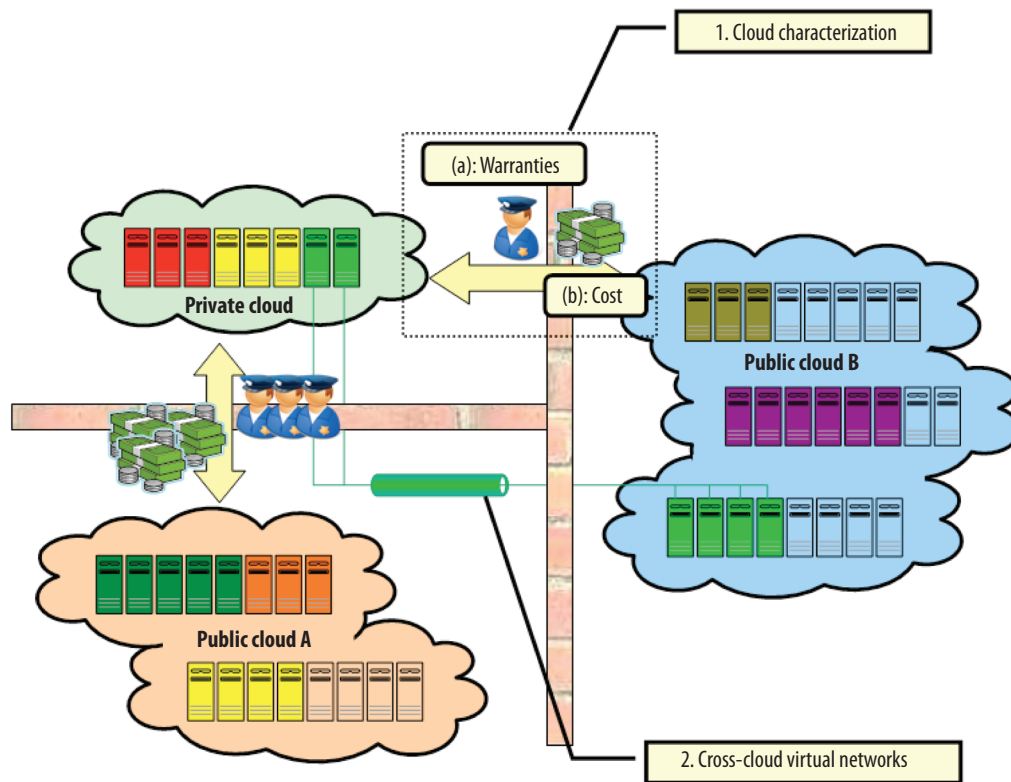 1. Cloud characterization
(a): Warranties
(b): Cost
Private cloud
Public cloud B
Public cloud A
2. Cross-cloud virtual networks